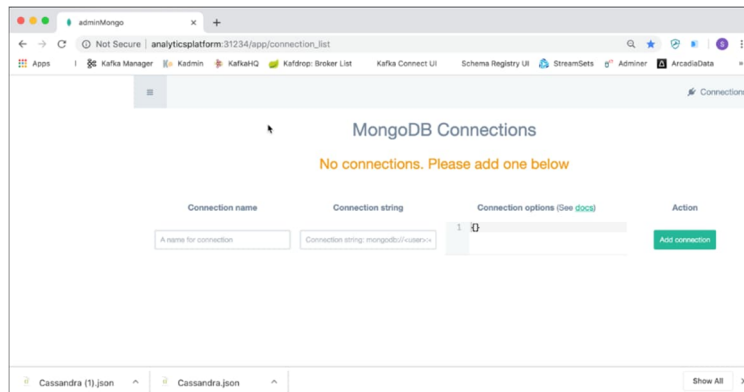 adminMongo
Not Secure | analyticsplatform:31234/app/connection_list
S
Apps Kafka Manager Kadmin KafkaHQ Kafdrop: Broker List Kafka Connect UI Schema Registry UI StreamSets Adminer ArcadiaData »
Connections
MongoDB Connections
No connections. Please add one below
Connection name Connection string Connection options (See docs) Action
A name for connection Connection string: mongodb://<user>:< 1 {} Add connection
Cassandra (1).json Cassandra.json Show All